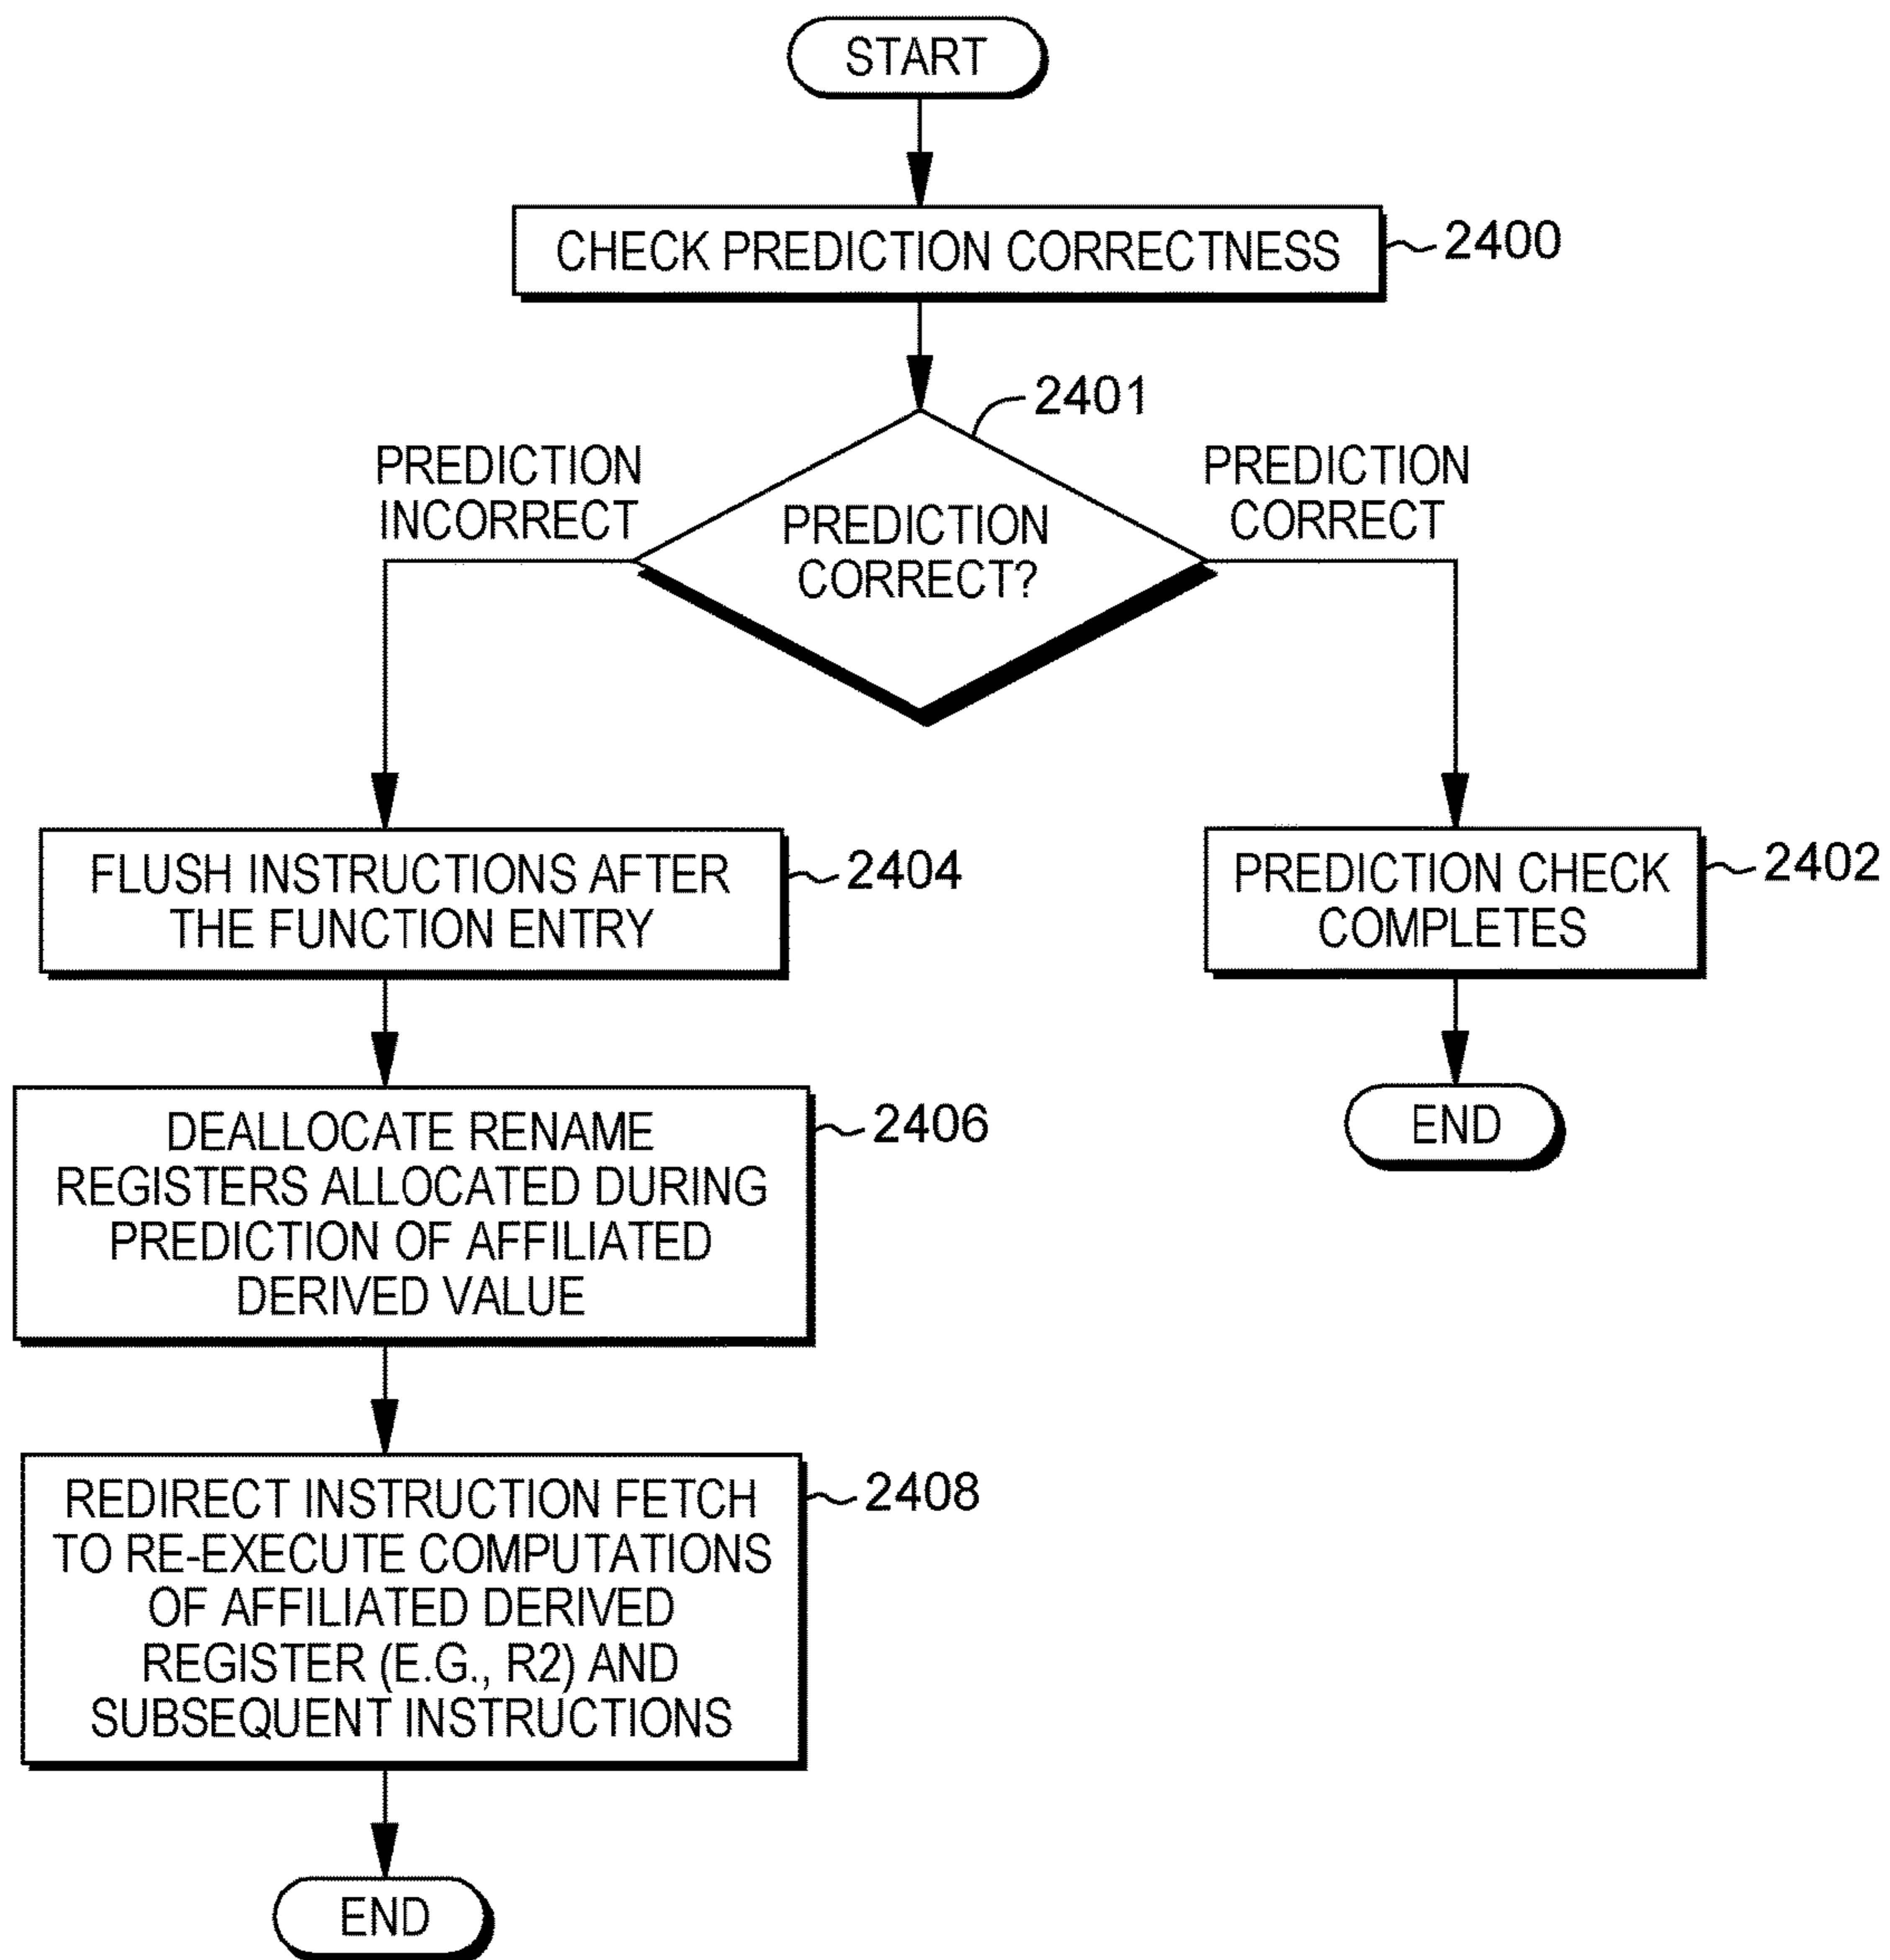 START
CHECK PREDICTION CORRECTNESS
2400
2401
PREDICTION
INCORRECT
PREDICTION
CORRECT?
PREDICTION
CORRECT
FLUSH INSTRUCTIONS AFTER
THE FUNCTION ENTRY
2404
PREDICTION CHECK
COMPLETES
2402
DEALLOCATE RENAME
REGISTERS ALLOCATED DURING
PREDICTION OF AFFILIATED
DERIVED VALUE
2406
END
REDIRECT INSTRUCTION FETCH
TO RE-EXECUTE COMPUTATIONS
OF AFFILIATED DERIVED
REGISTER (E.G., R2) AND
SUBSEQUENT INSTRUCTIONS
2408
END